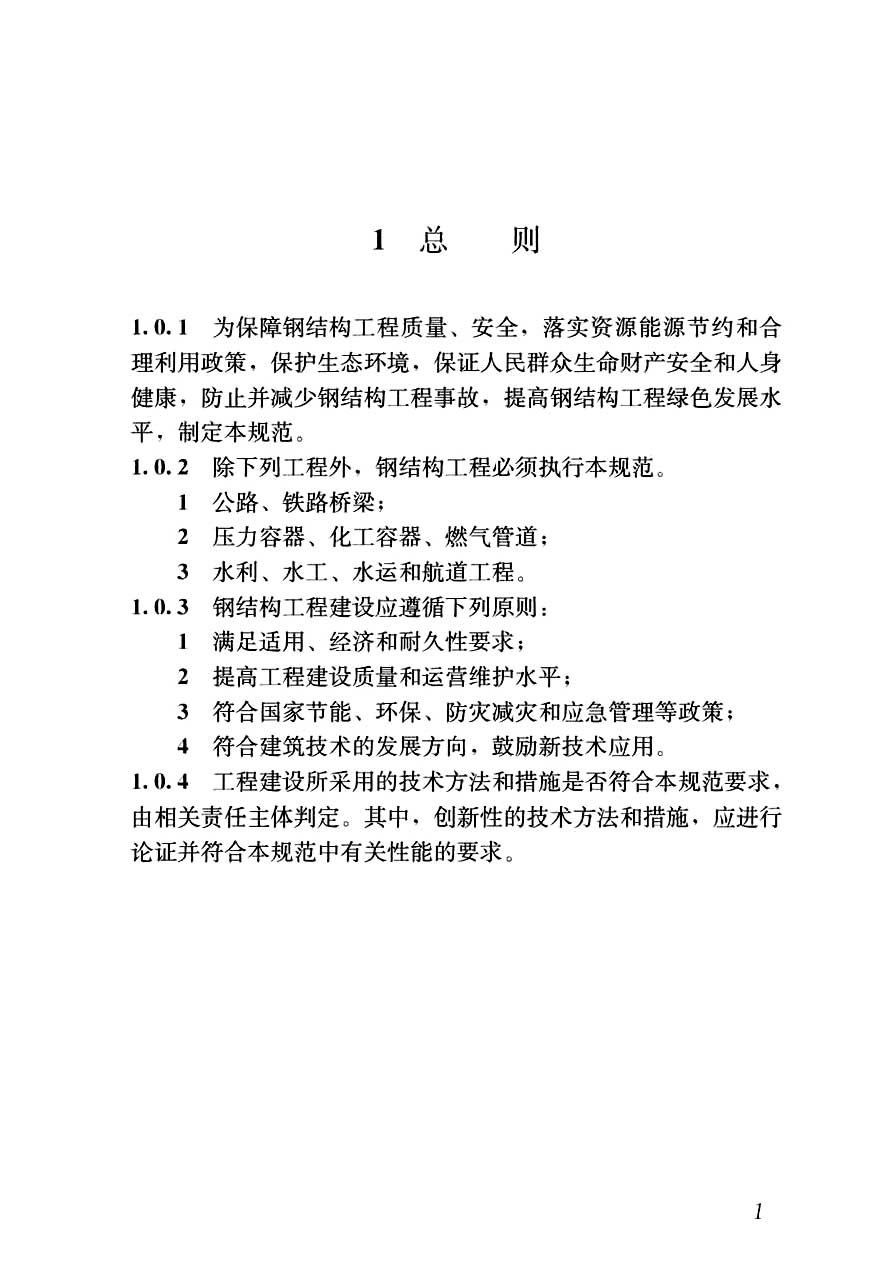 1 总 则
1.0.1 为保障钢结构工程质量、安全，落实资源能源节约和合
理利用政策，保护生态环境，保证人民群众生命财产安全和人身
健康，防止并减少钢结构工程事故，提高钢结构工程绿色发展水
平，制定本规范。
1.0.2 除下列工程外，钢结构工程必须执行本规范。
1 公路、铁路桥梁；
2 压力容器、化工容器、燃气管道；
3 水利、水工、水运和航道工程。
1.0.3 钢结构工程建设应遵循下列原则：
1 满足适用、经济和耐久性要求；
2 提高工程建设质量和运营维护水平；
3 符合国家节能、环保、防灾减灾和应急管理等政策；
4 符合建筑技术的发展方向，鼓励新技术应用。
1.0.4 工程建设所采用的技术方法和措施是否符合本规范要求，
由相关责任主体判定。其中，创新性的技术方法和措施，应进行
论证并符合本规范中有关性能的要求。
1